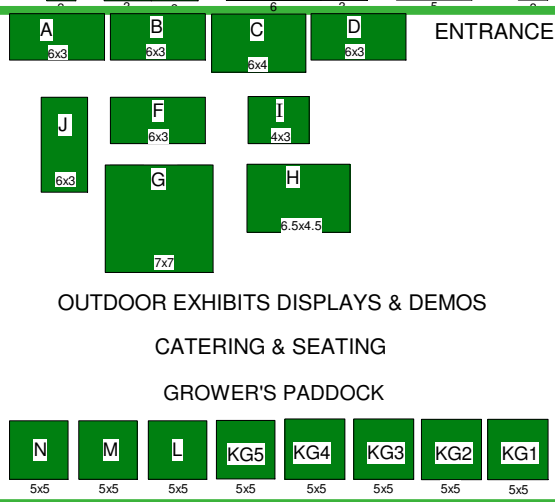 6
A B C D ENTRANCE
6x3 6x3 6x4 6x3
J F I
6x3 4x3
6x3
G H
6.5x4.5
7x7
OUTDOOR EXHIBITS DISPLAYS & DEMOS
CATERING & SEATING
GROWER'S PADDOCK
N M L KG5 KG4 KG3 KG2 KG1
5x5 5x5 5x5 5x5 5x5 5x5 5x5 5x5